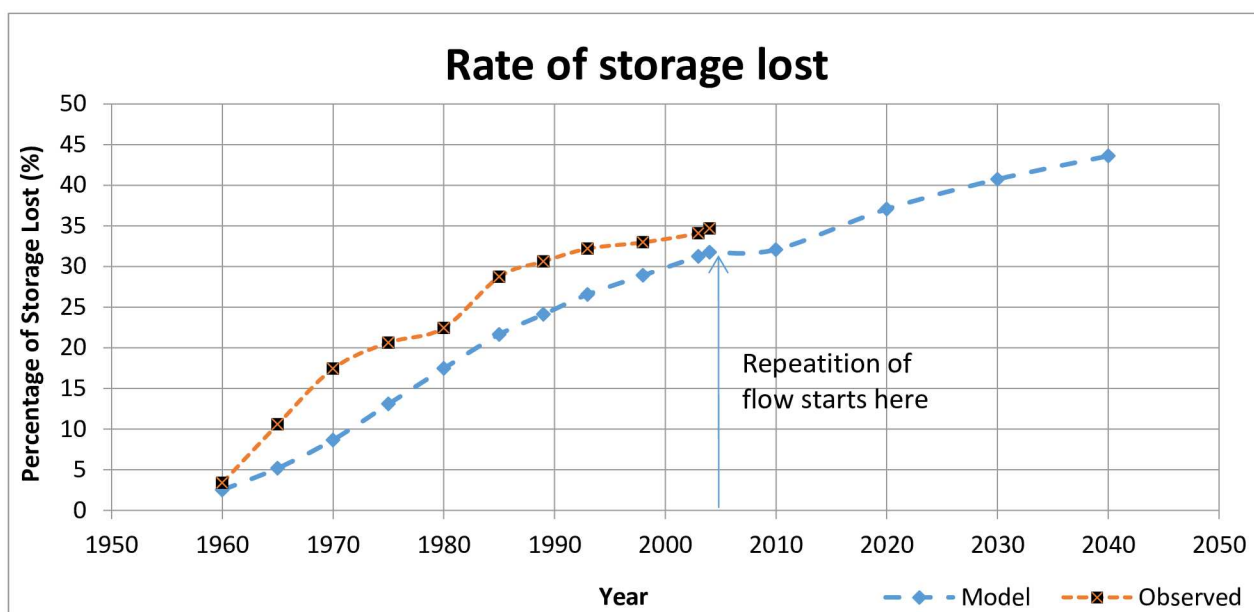 Rate of storage lost
Percentage of Storage Lost (%)
50
45
40
35
30
25
20
15
10
5
0
Repeatition of
flow starts here
1950 1960 1970 1980 1990 2000 2010 2020 2030 2040 2050
Year
Model Observed